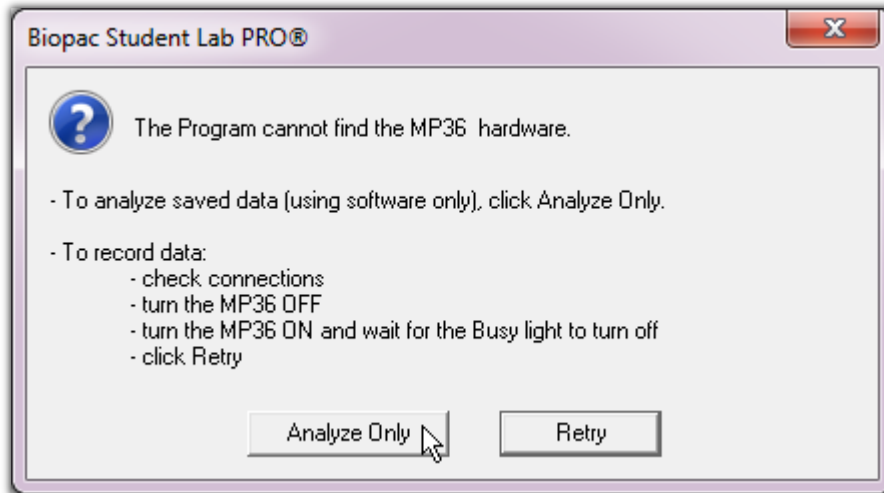 Biopac Student Lab PRO®
The Program cannot find the MP36 hardware.
- To analyze saved data (using software only), click Analyze Only.
- To record data:
- check connections
- turn the MP36 OFF
- turn the MP36 ON and wait for the Busy light to turn off
- click Retry
Analyze Only
Retry